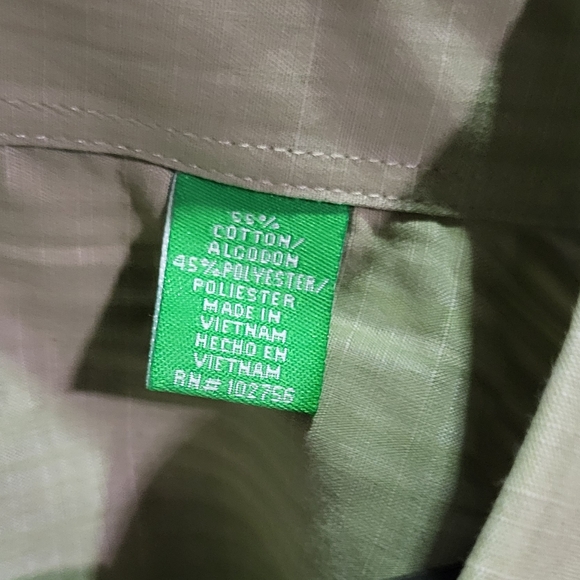 55%
COTTON/
ALGODON
45%POLYESTER/
POLIESTER
MADE IN
VIETNAM
HECHO EN
VIETNAM
RN# 102756